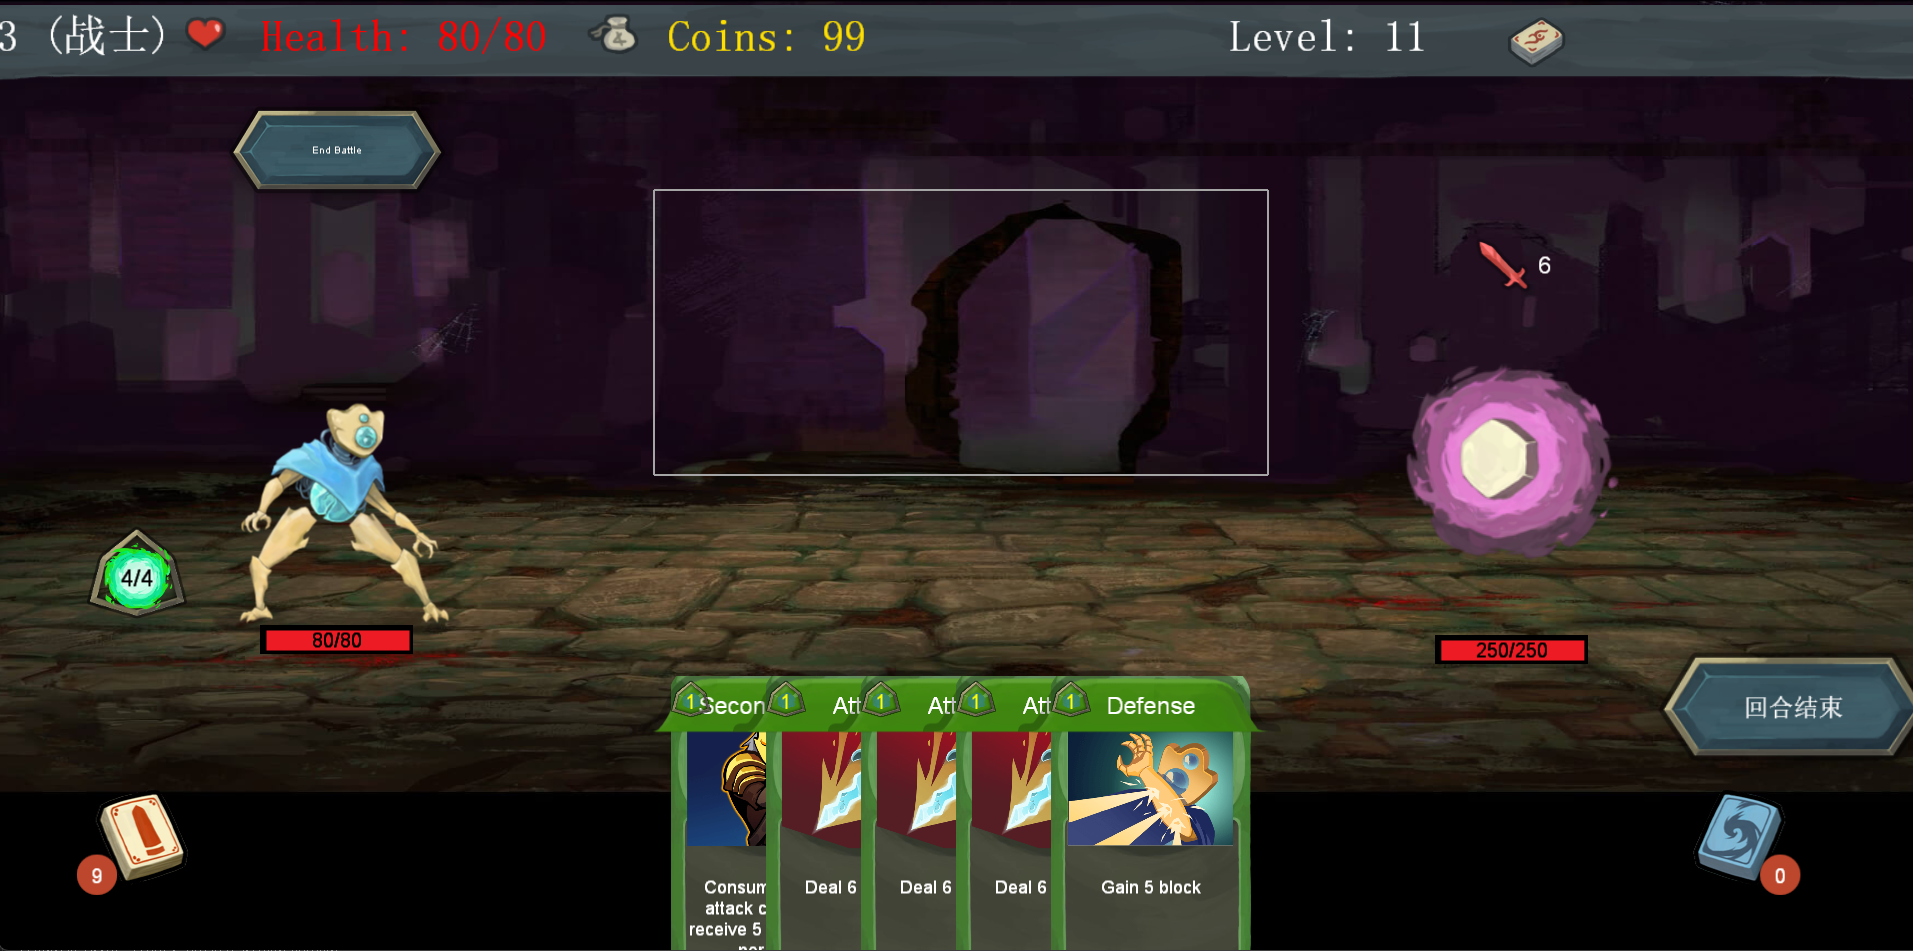 3 (战士) Health: 80/80 Coins: 99 Level: 11
End Battle
6
4/4
80/80
250/250
回合结束
1 Secon 1 Att 1 Att 1 Att 1 Defense
Consum Deal 6 Deal 6 Deal 6 Gain 5 block
attack c
receive 5
9
0